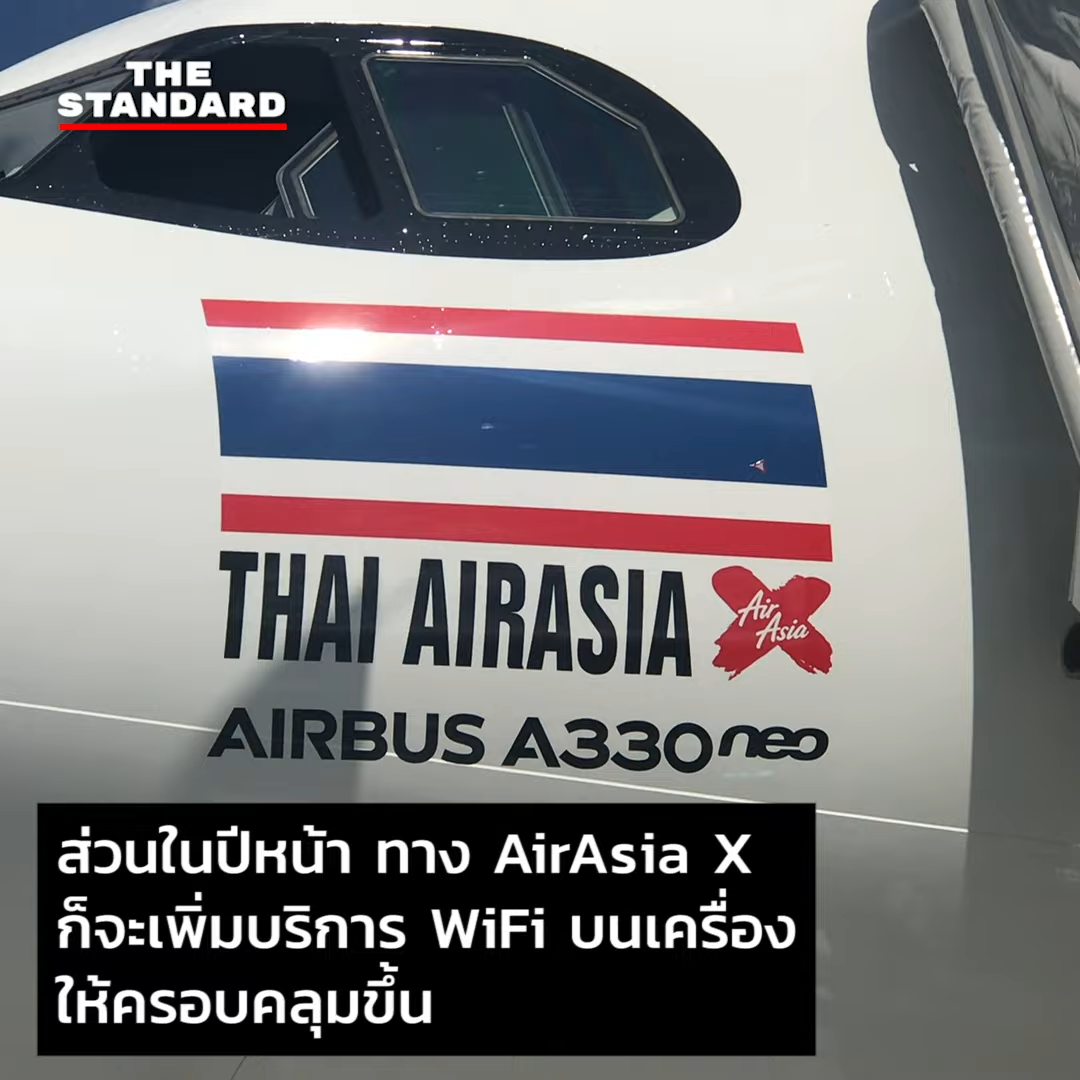 THE
STANDARD
THAI AIRASIA
Air
Asia
AIRBUS A330neo
ส่วนในปีหน้า ทาง AirAsia X
ก็จะเพิ่มบริการ WiFi บนเครื่อง
ให้ครอบคลุมขึ้น